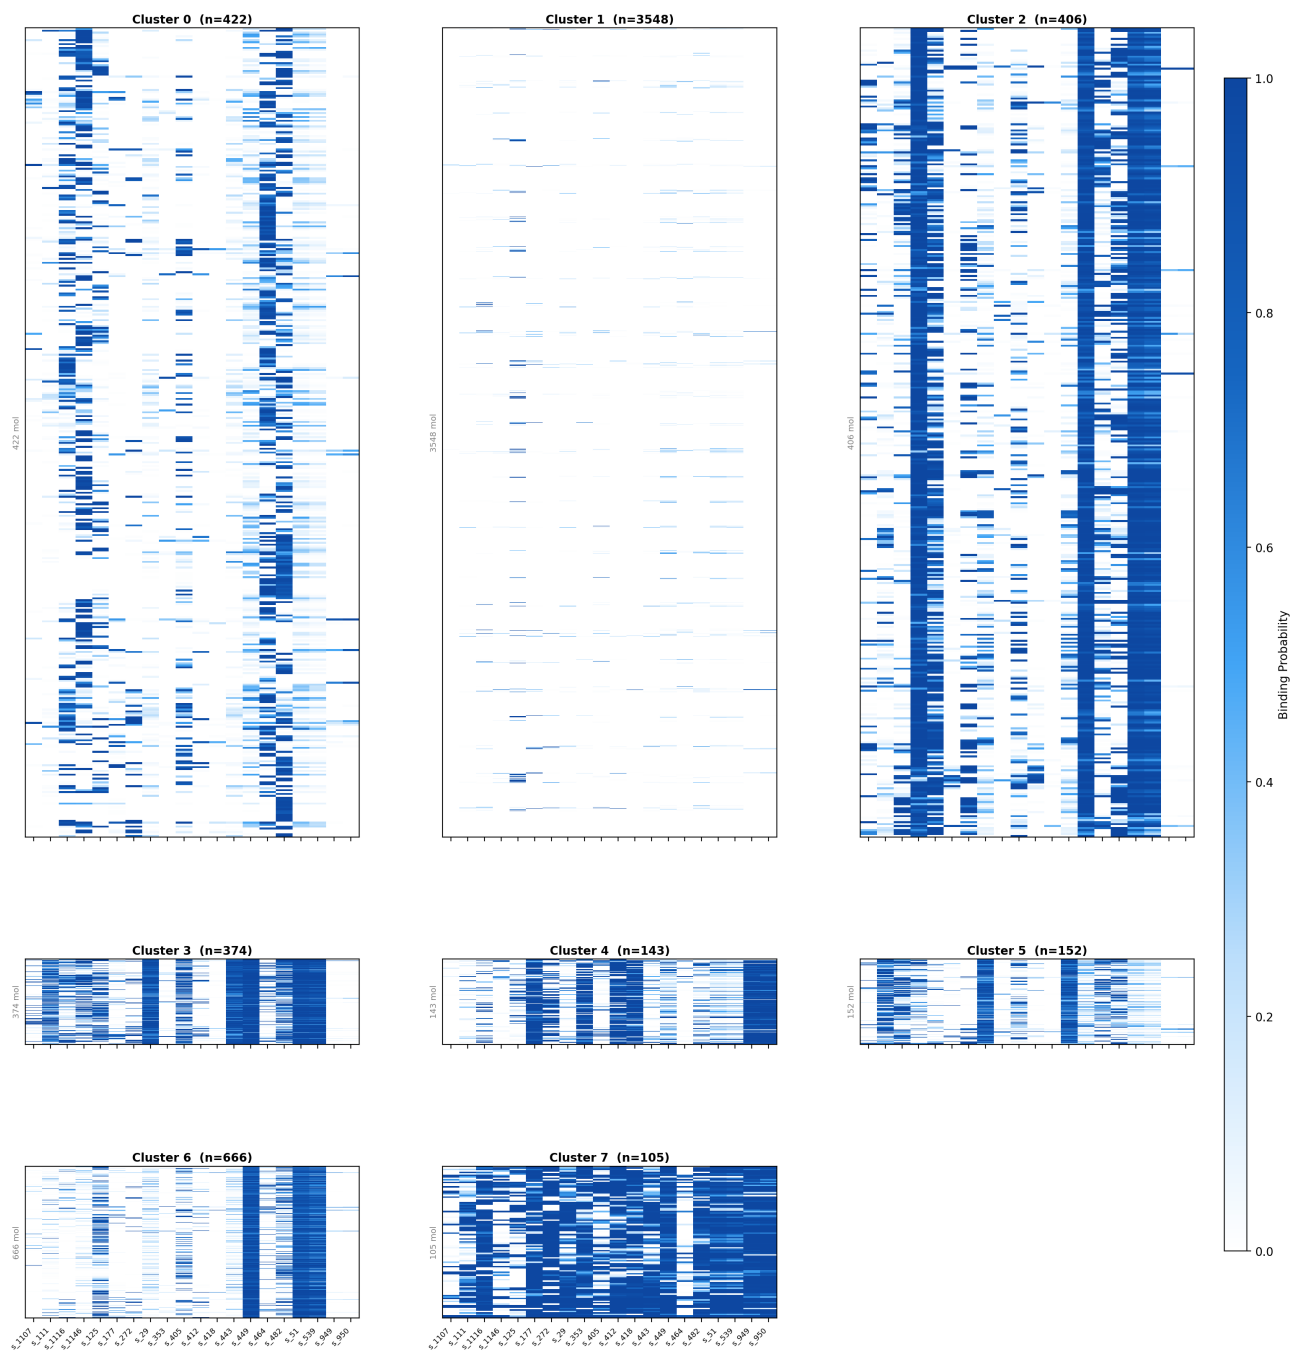 Cluster 0 (n=422)
Cluster 1 (n=3548)
Cluster 2 (n=406)
422 mol
3548 mol
406 mol
1.0
0.8
0.6
0.4
0.2
0.0
Binding Probability
Cluster 3 (n=374)
Cluster 4 (n=143)
Cluster 5 (n=152)
374 mol
143 mol
152 mol
Cluster 6 (n=666)
Cluster 7 (n=105)
666 mol
105 mol
s_1107
s_111
s_1116
s_1146
s_125
s_177
s_272
s_29
s_353
s_405
s_412
s_418
s_443
s_449
s_464
s_482
s_51
s_539
s_949
s_950
s_1107
s_111
s_1116
s_1146
s_125
s_177
s_272
s_29
s_353
s_405
s_412
s_418
s_443
s_449
s_464
s_482
s_51
s_539
s_949
s_950